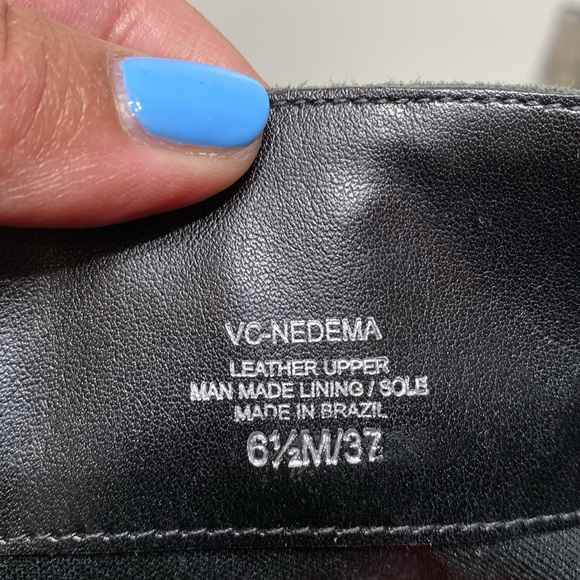 VC-NEDEMA
LEATHER UPPER
MAN MADE LINING / SOLE
MADE IN BRAZIL
6½M/37